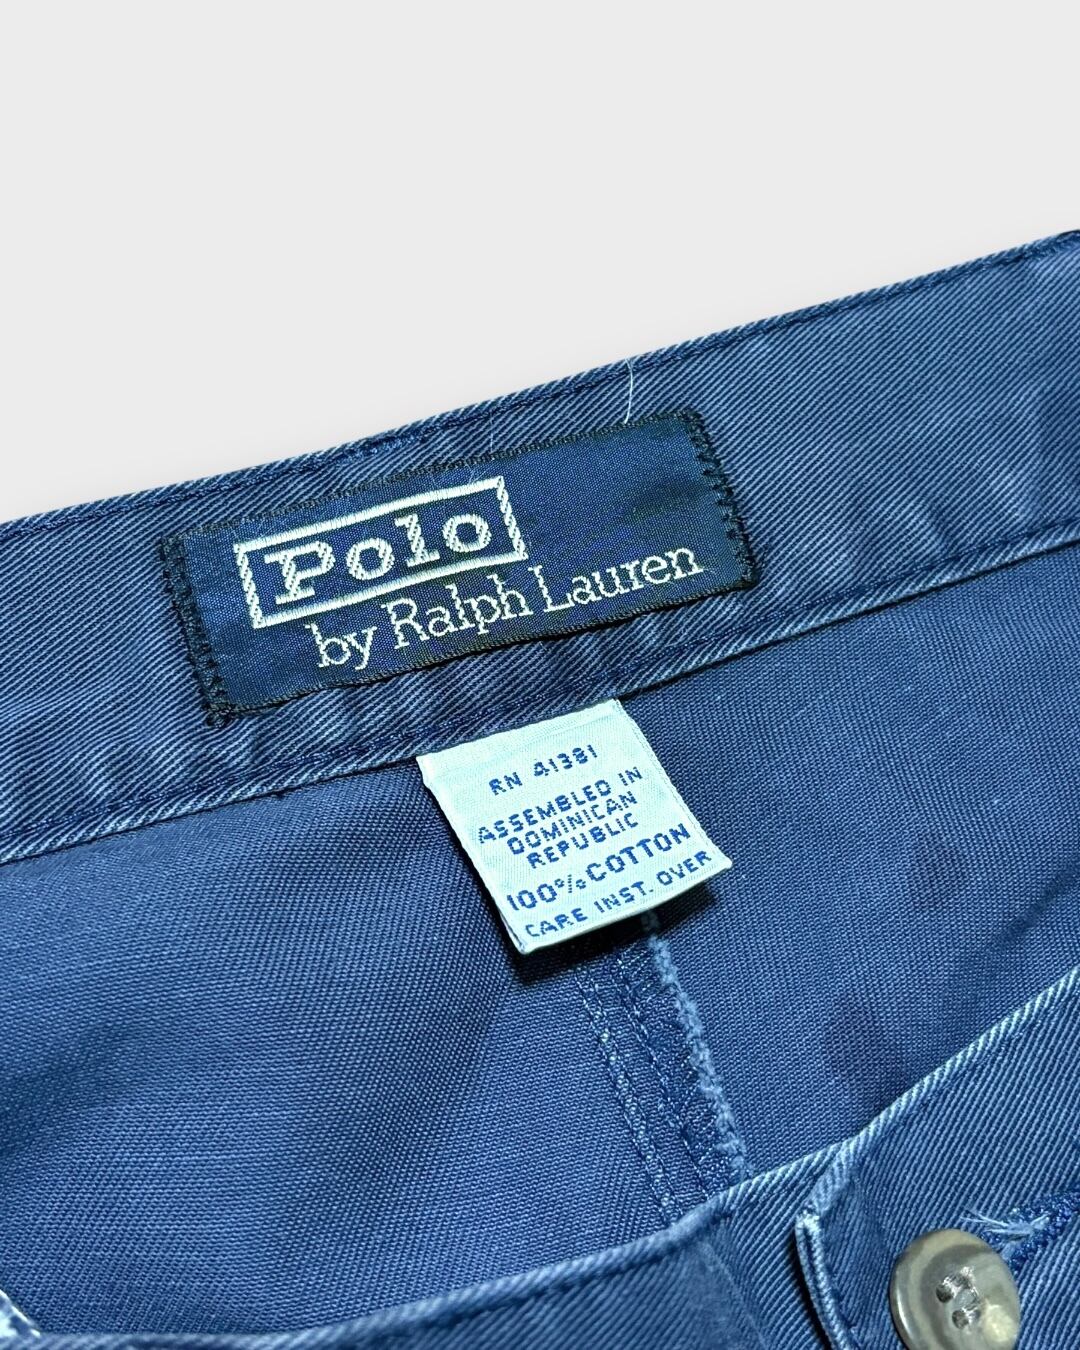 Polo
by Ralph Lauren
RN 41381
ASSEMBLED IN
DOMINICAN
REPUBLIC
100% COTTON
CARE INST. OVER